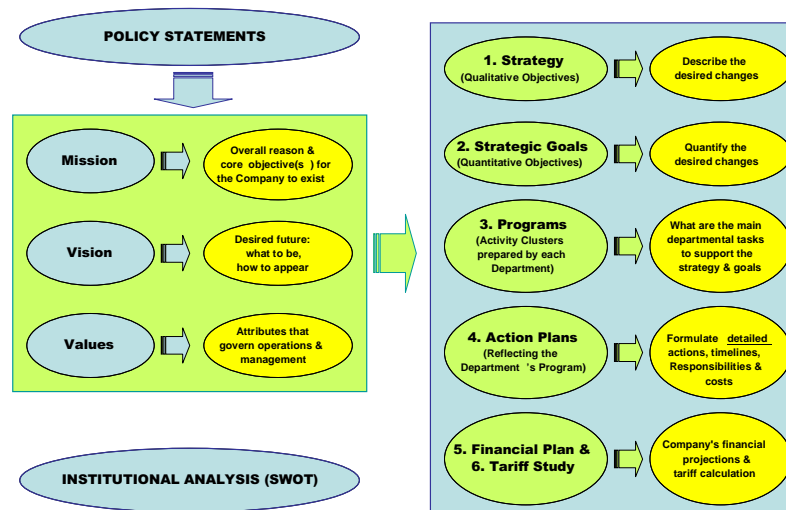 POLICY STATEMENTS
Mission
Overall reason &
core objective(s ) for
the Company to exist
Vision
Desired future:
what to be,
how to appear
Values
Attributes that
govern operations &
management
INSTITUTIONAL ANALYSIS (SWOT)
1. Strategy
(Qualitative Objectives)
Describe the
desired changes
2. Strategic Goals
(Quantitative Objectives)
Quantify the
desired changes
3. Programs
(Activity Clusters
prepared by each
Department)
What are the main
departmental tasks
to support the
strategy & goals
4. Action Plans
(Reflecting the
Department 's Program)
Formulate detailed
actions, timelines,
Responsibilities &
costs
5. Financial Plan &
6. Tariff Study
Company's financial
projections &
tariff calculation